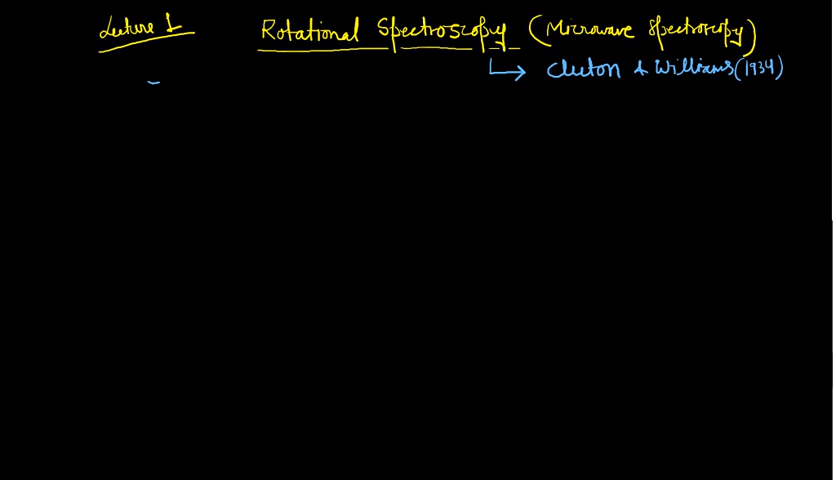 Lecture 1 Rotational Spectroscopy (Microwave Spectroscopy)
Cleeton & Williams (1934)